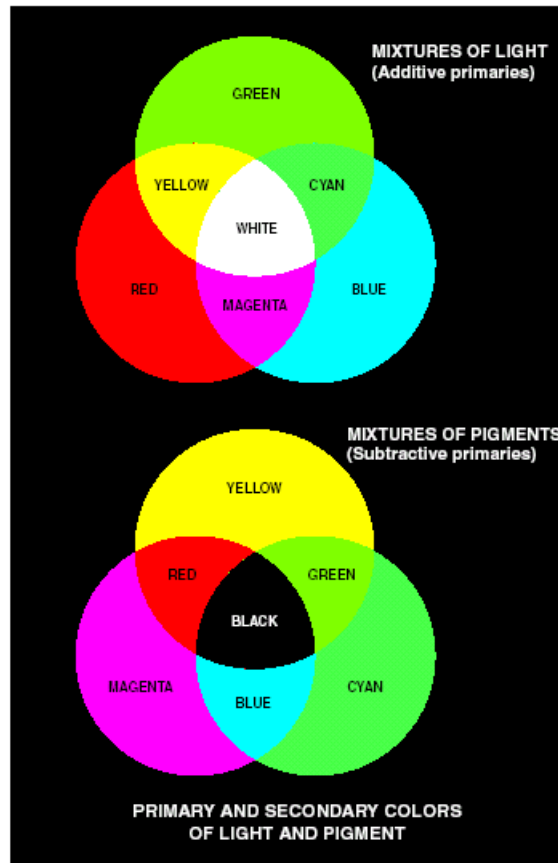 MIXTURES OF LIGHT
(Additive primaries)
GREEN
YELLOW
CYAN
WHITE
RED
BLUE
MAGENTA
MIXTURES OF PIGMENTS
(Subtractive primaries)
YELLOW
RED
GREEN
BLACK
MAGENTA
CYAN
BLUE
PRIMARY AND SECONDARY COLORS
OF LIGHT AND PIGMENT